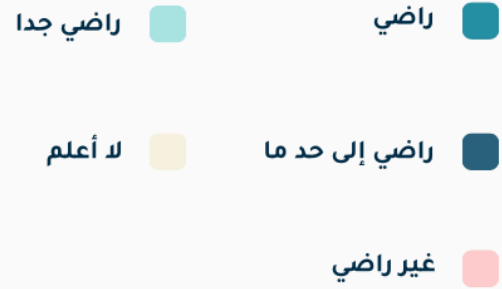 راضي
راضي جدا
راضي إلى حد ما
لا أعلم
غير راضي